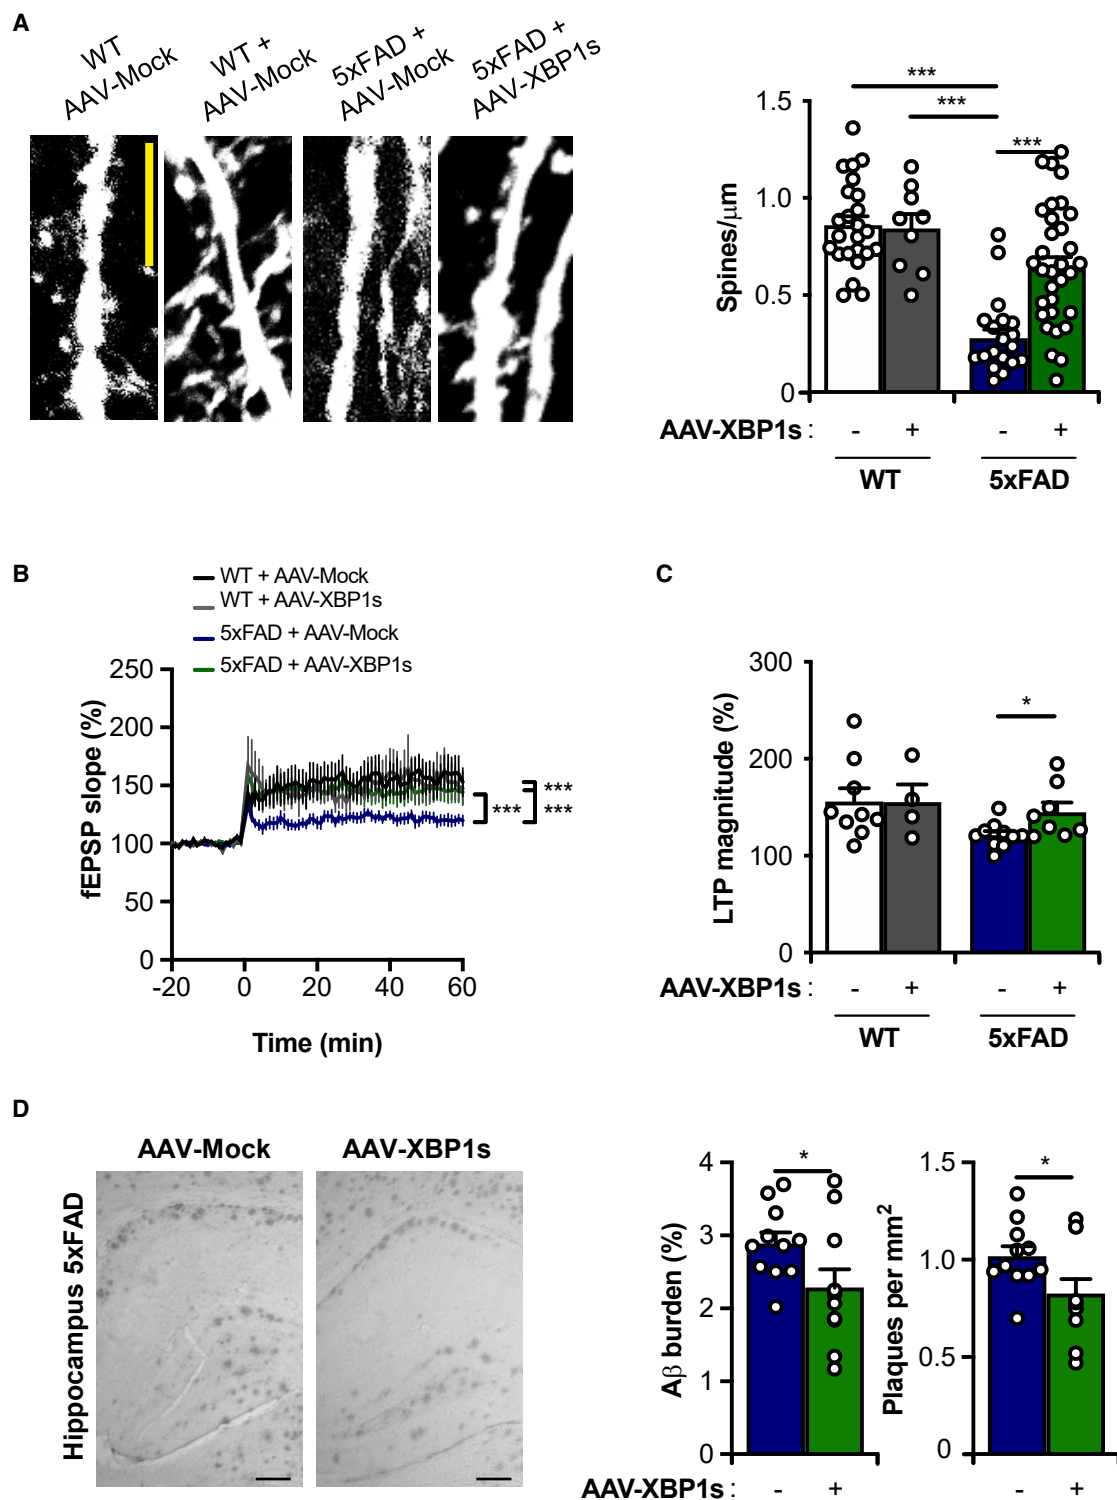 A
WT
AAV-Mock
WT +
AAV-Mock
5xFAD +
AAV-Mock
5xFAD +
AAV-XBP1s
***
***
***
1.5
1.0
0.5
0
Spines/μm
AAV-XBP1s : - + - +
WT 5xFAD
B
WT + AAV-Mock
WT + AAV-XBP1s
5xFAD + AAV-Mock
5xFAD + AAV-XBP1s
250
200
150
100
50
0
fEPSP slope (%)
***
***
***
-20 0 20 40 60
Time (min)
C
300
200
100
0
LTP magnitude (%)
*
AAV-XBP1s : - + - +
WT 5xFAD
D
AAV-Mock AAV-XBP1s
Hippocampus 5xFAD
4
3
2
1
0
Aβ burden (%)
*
1.5
1.0
0.5
0
Plaques per mm²
*
AAV-XBP1s : - + - +